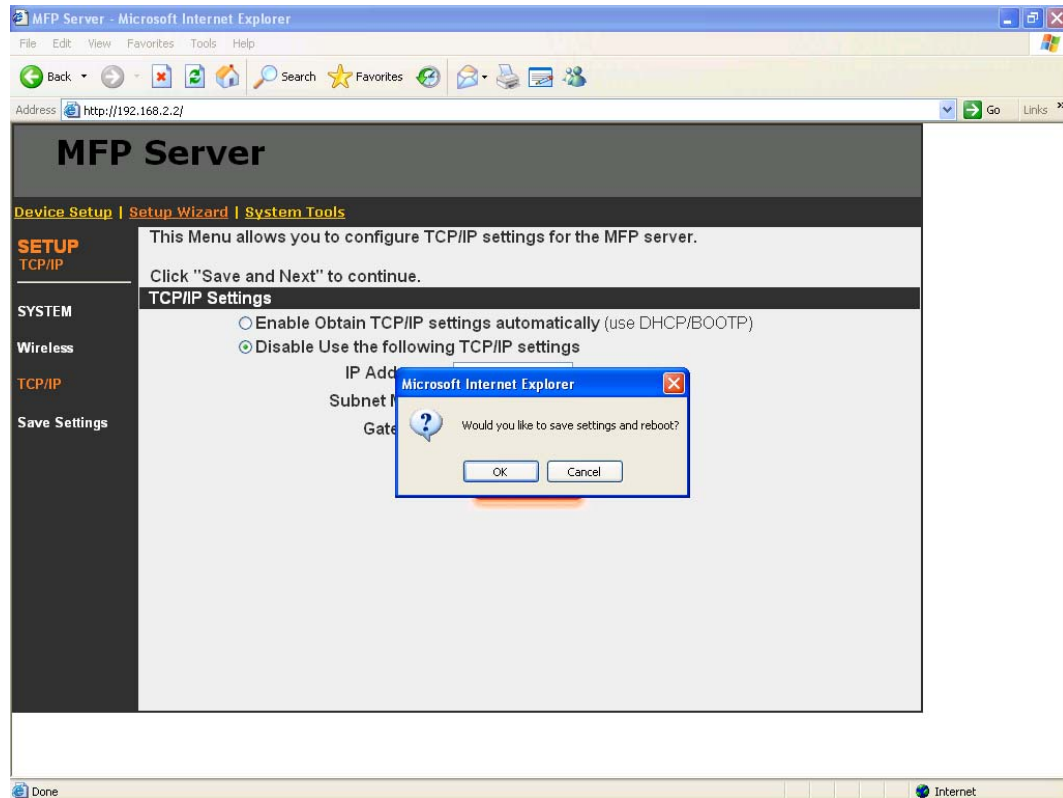 MFP Server - Microsoft Internet Explorer
File Edit View Favorites Tools Help
Back Search Favorites
Address http://192.168.2.2/ Go Links »
MFP Server
Device Setup | Setup Wizard | System Tools
SETUP
TCP/IP
SYSTEM
Wireless
TCP/IP
Save Settings
This Menu allows you to configure TCP/IP settings for the MFP server.
Click "Save and Next" to continue.
TCP/IP Settings
Enable Obtain TCP/IP settings automatically (use DHCP/BOOTP)
Disable Use the following TCP/IP settings
IP Add
Subnet
Gate
Microsoft Internet Explorer
Would you like to save settings and reboot?
OK Cancel
Done Internet